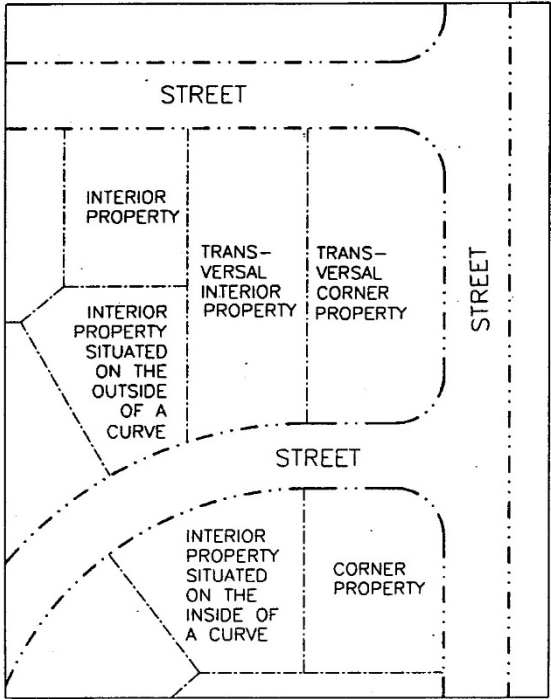 STREET
INTERIOR
PROPERTY
TRANS-
VERSAL
INTERIOR
PROPERTY
TRANS-
VERSAL
CORNER
PROPERTY
STREET
INTERIOR
PROPERTY
SITUATED
ON THE
OUTSIDE
OF A
CURVE
STREET
INTERIOR
PROPERTY
SITUATED
ON THE
INSIDE OF
A CURVE
CORNER
PROPERTY